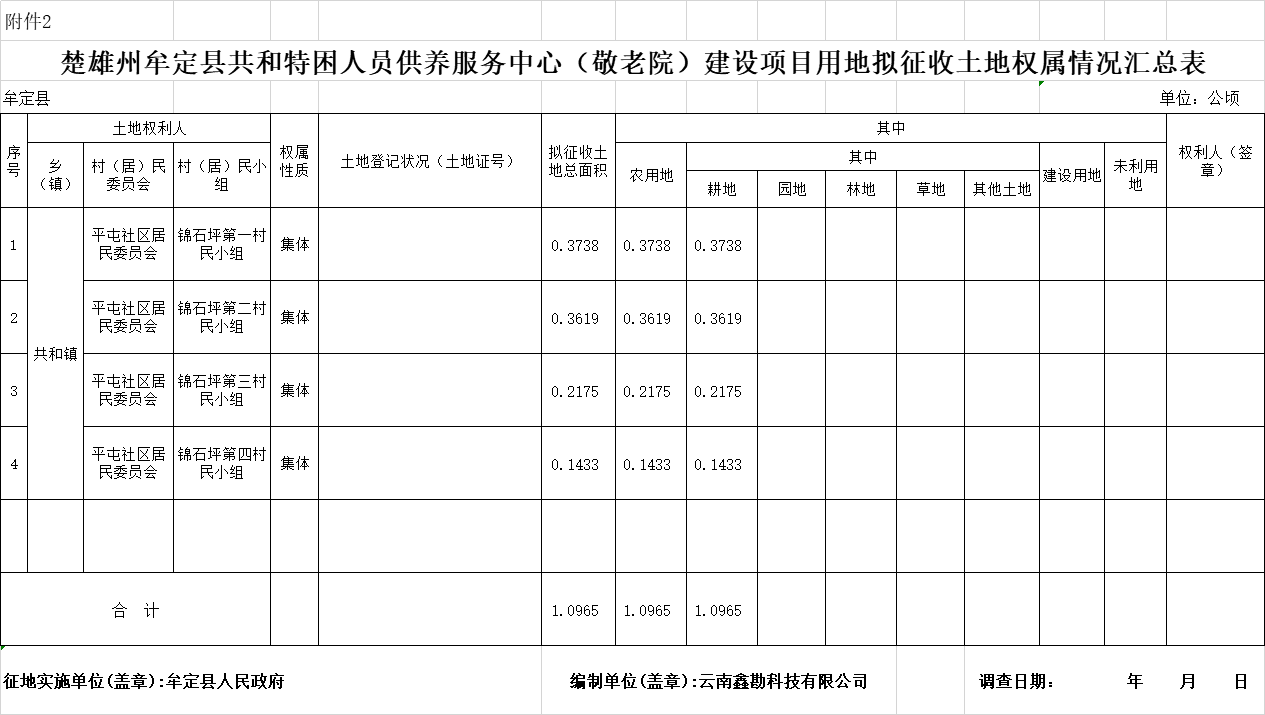 附件2
楚雄州牟定县共和特困人员供养服务中心（敬老院）建设项目用地拟征收土地权属情况汇总表
牟定县 单位：公顷
序号 土地权利人 权属性质 土地登记状况（土地证号） 拟征收土地总面积 其中 权利人（签章）
乡（镇） 村（居）民委员会 村（居）民小组 农用地 其中 建设用地 未利用地
耕地 园地 林地 草地 其他土地
1 共和镇 平屯社区居民委员会 锦石坪第一村民小组 集体 0.3738 0.3738 0.3738
2 平屯社区居民委员会 锦石坪第二村民小组 集体 0.3619 0.3619 0.3619
3 平屯社区居民委员会 锦石坪第三村民小组 集体 0.2175 0.2175 0.2175
4 平屯社区居民委员会 锦石坪第四村民小组 集体 0.1433 0.1433 0.1433
合 计 1.0965 1.0965 1.0965
征地实施单位(盖章):牟定县人民政府 编制单位(盖章):云南鑫勘科技有限公司 调查日期： 年 月 日